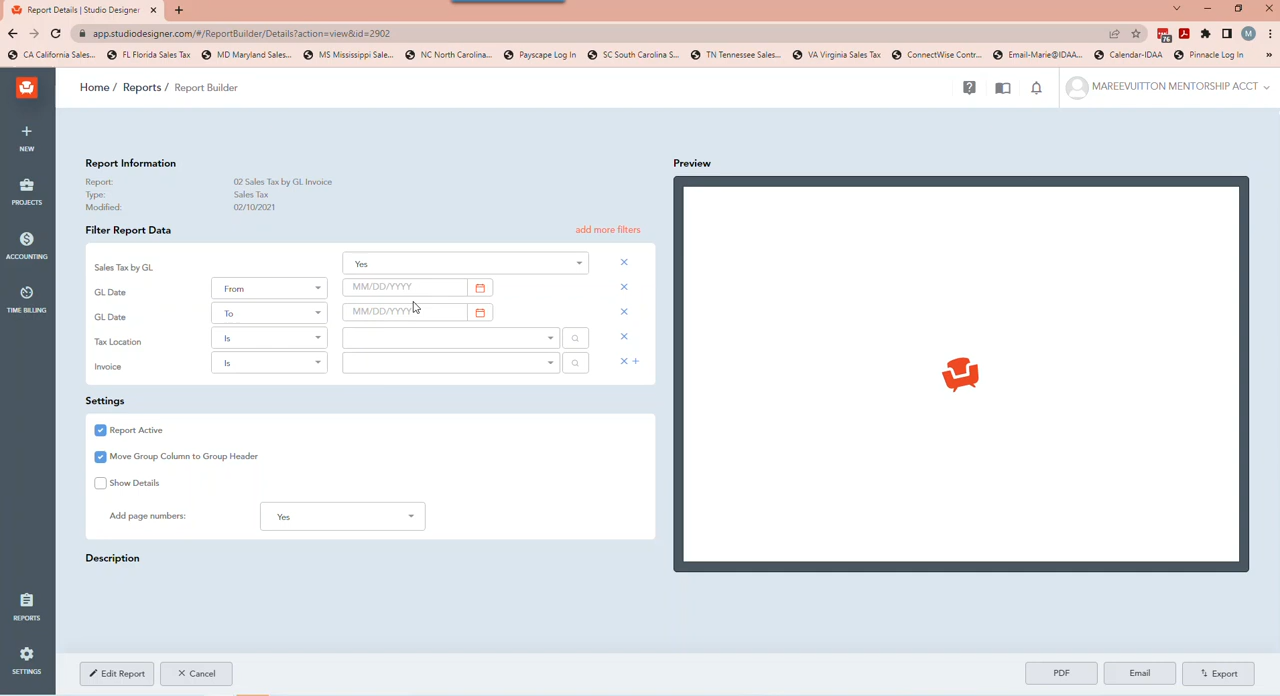 Report Details | Studio Designer
app.studiodesigner.com/#/ReportBuilder/Details?action=view&id=2902
76
M
CA California Sales...
FL Florida Sales Tax
MD Maryland Sales...
MS Mississippi Sale...
NC North Carolina...
Payscape Log In
SC South Carolina S...
TN Tennessee Sales...
VA Virginia Sales Tax
ConnectWise Contr...
Email-Marie@IDAA...
Calendar-IDAA
Pinnacle Log In
»
Home / Reports / Report Builder
MAREEVUITTON MENTORSHIP ACCT
NEW
PROJECTS
ACCOUNTING
TIME BILLING
REPORTS
SETTINGS
Report Information
Report: 02 Sales Tax by GL Invoice
Type: Sales Tax
Modified: 02/10/2021
Filter Report Data add more filters
Sales Tax by GL Yes
GL Date From MM/DD/YYYY
GL Date To MM/DD/YYYY
Tax Location Is
Invoice Is
Settings
Report Active
Move Group Column to Group Header
Show Details
Add page numbers: Yes
Description
Preview
Edit Report
Cancel
PDF
Email
Export